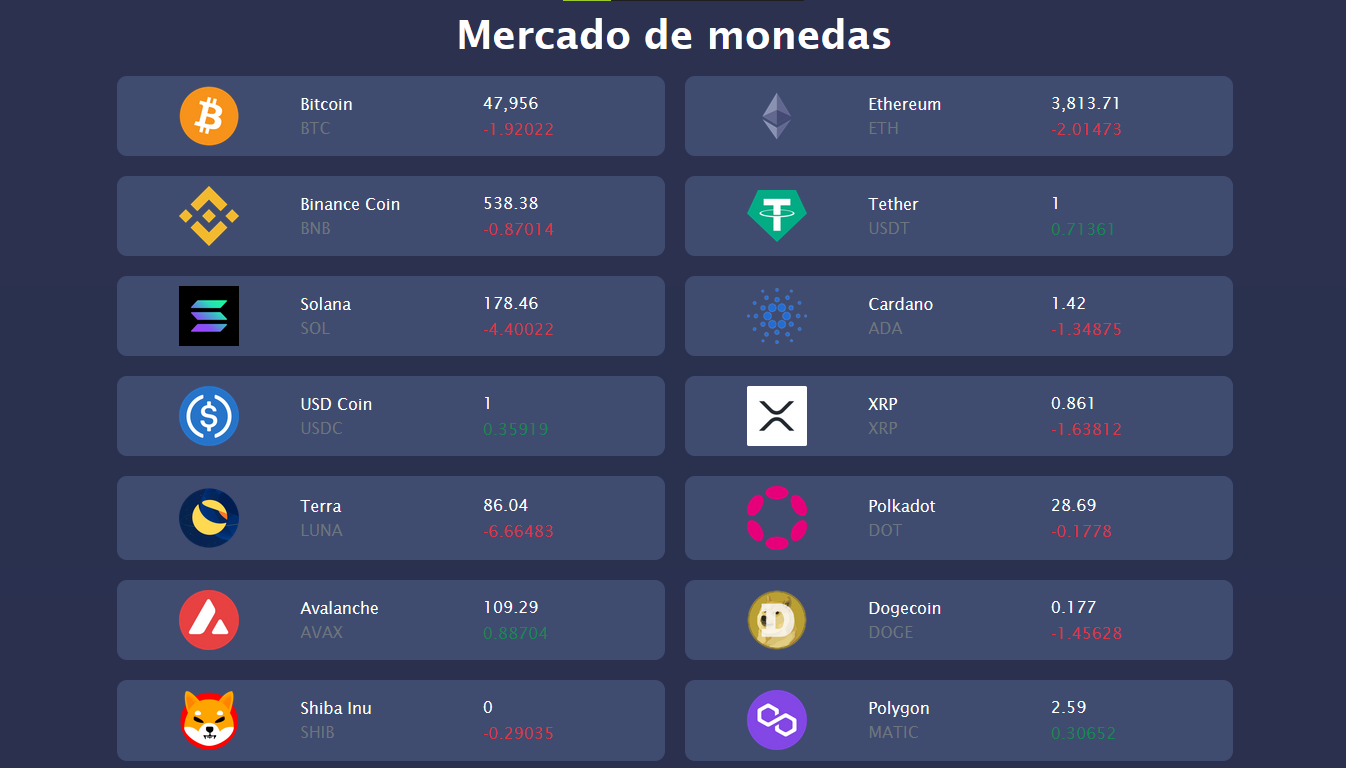 Mercado de monedas
Bitcoin 47,956
BTC -1.92022
Ethereum 3,813.71
ETH -2.01473
Binance Coin 538.38
BNB -0.87014
Tether 1
USDT 0.71361
Solana 178.46
SOL -4.40022
Cardano 1.42
ADA -1.34875
USD Coin 1
USDC 0.35919
XRP 0.861
XRP -1.63812
Terra 86.04
LUNA -6.66483
Polkadot 28.69
DOT -0.1778
Avalanche 109.29
AVAX 0.88704
Dogecoin 0.177
DOGE -1.45628
Shiba Inu 0
SHIB -0.29035
Polygon 2.59
MATIC 0.30652